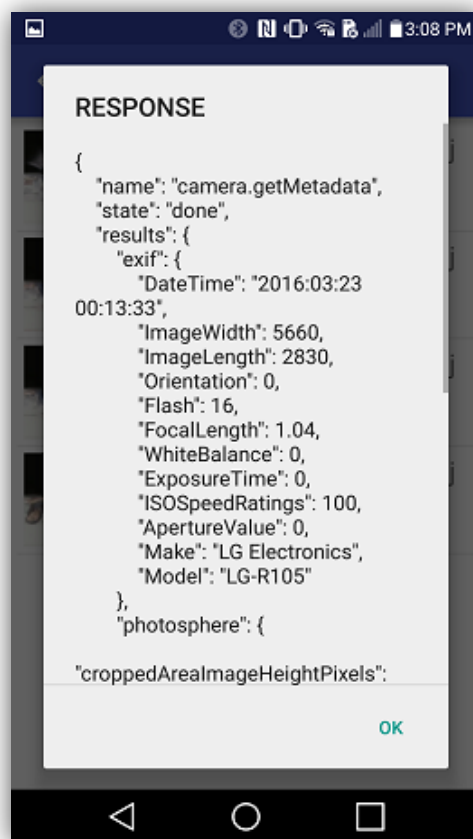 3:08 PM
RESPONSE
{
"name": "camera.getMetadata",
"state": "done",
"results": {
"exif": {
"DateTime": "2016:03:23
00:13:33",
"ImageWidth": 5660,
"ImageLength": 2830,
"Orientation": 0,
"Flash": 16,
"FocalLength": 1.04,
"WhiteBalance": 0,
"ExposureTime": 0,
"ISOSpeedRatings": 100,
"ApertureValue": 0,
"Make": "LG Electronics",
"Model": "LG-R105"
},
"photosphere": {
"croppedAreaImageHeightPixels":
OK